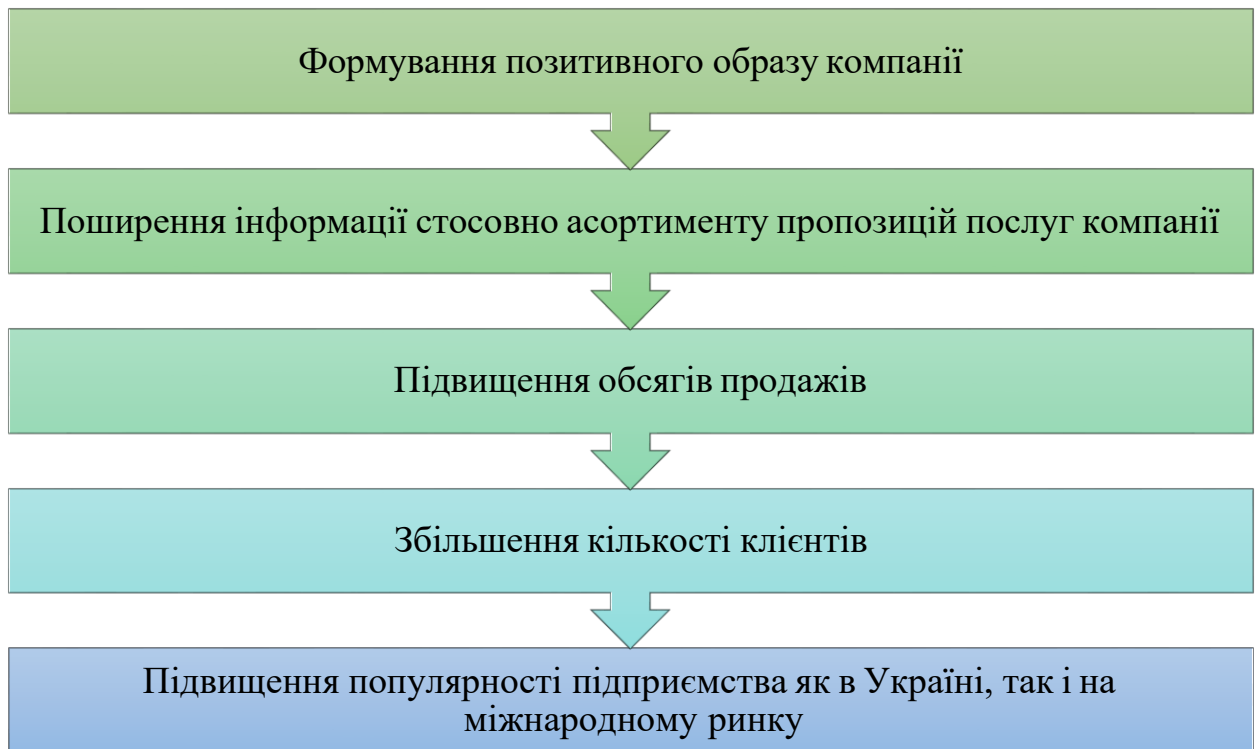 Формування позитивного образу компанії
Поширення інформації стосовно асортименту пропозицій послуг компанії
Підвищення обсягів продажів
Збільшення кількості клієнтів
Підвищення популярності підприємства як в Україні, так і на
міжнародному ринку